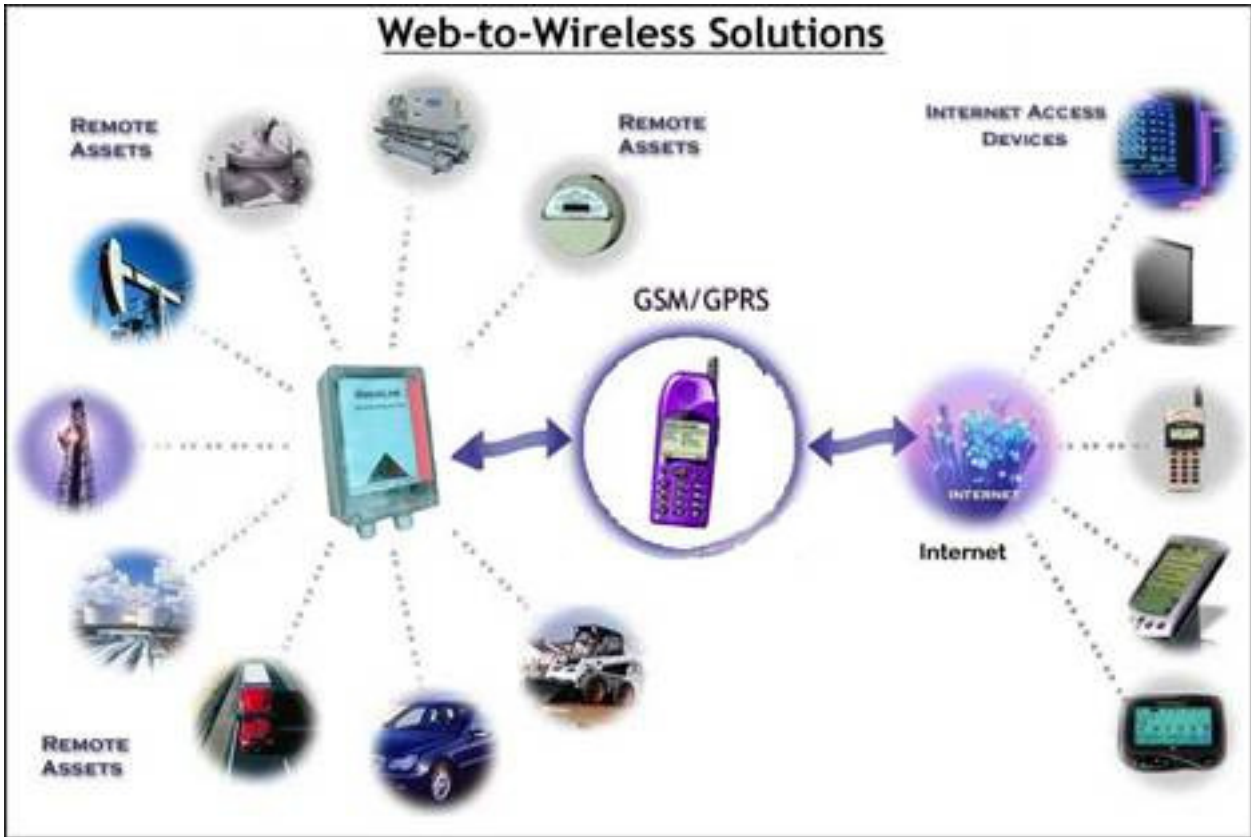 Web-to-Wireless Solutions
REMOTE
ASSETS
REMOTE
ASSETS
INTERNET ACCESS
DEVICES
GSM/GPRS
INTERNET
Internet
REMOTE
ASSETS